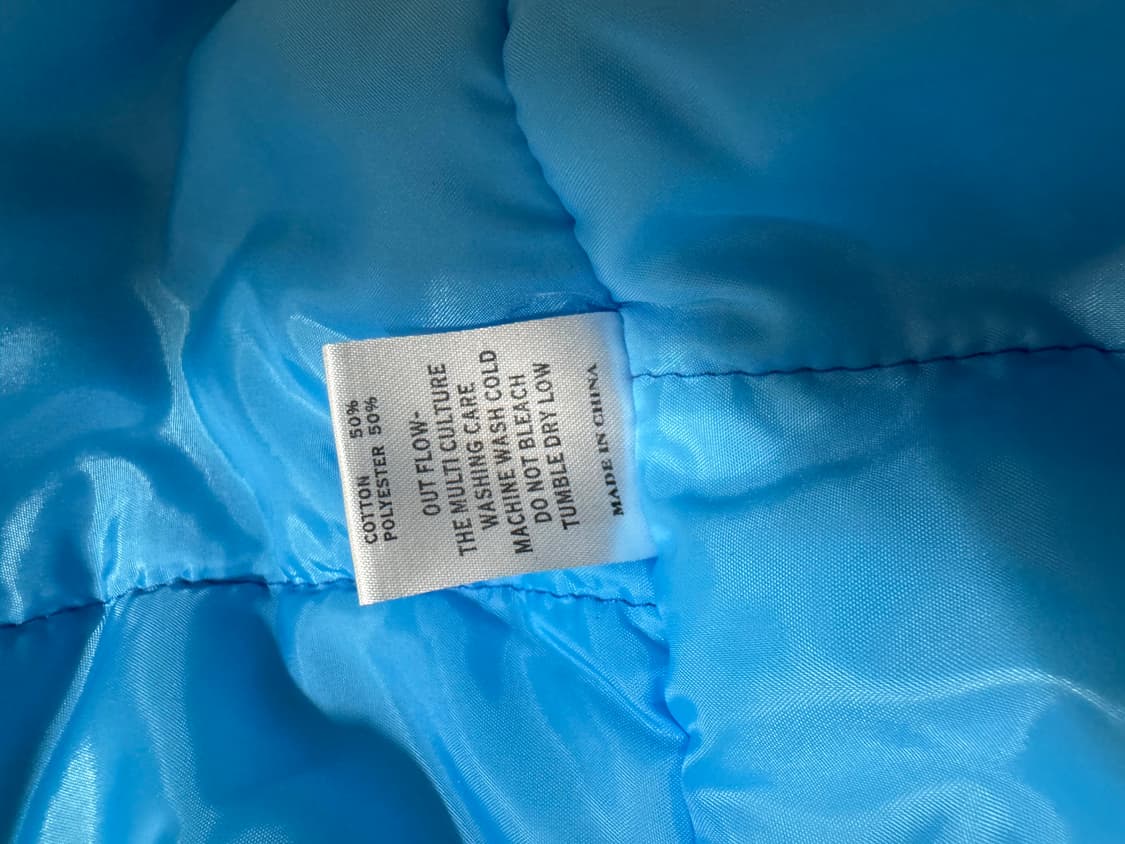 COTTON 50%
POLYESTER 50%
OUT FLOW-
THE MULTI CULTURE
WASHING CARE
MACHINE WASH COLD
DO NOT BLEACH
TUMBLE DRY LOW
MADE IN CHINA